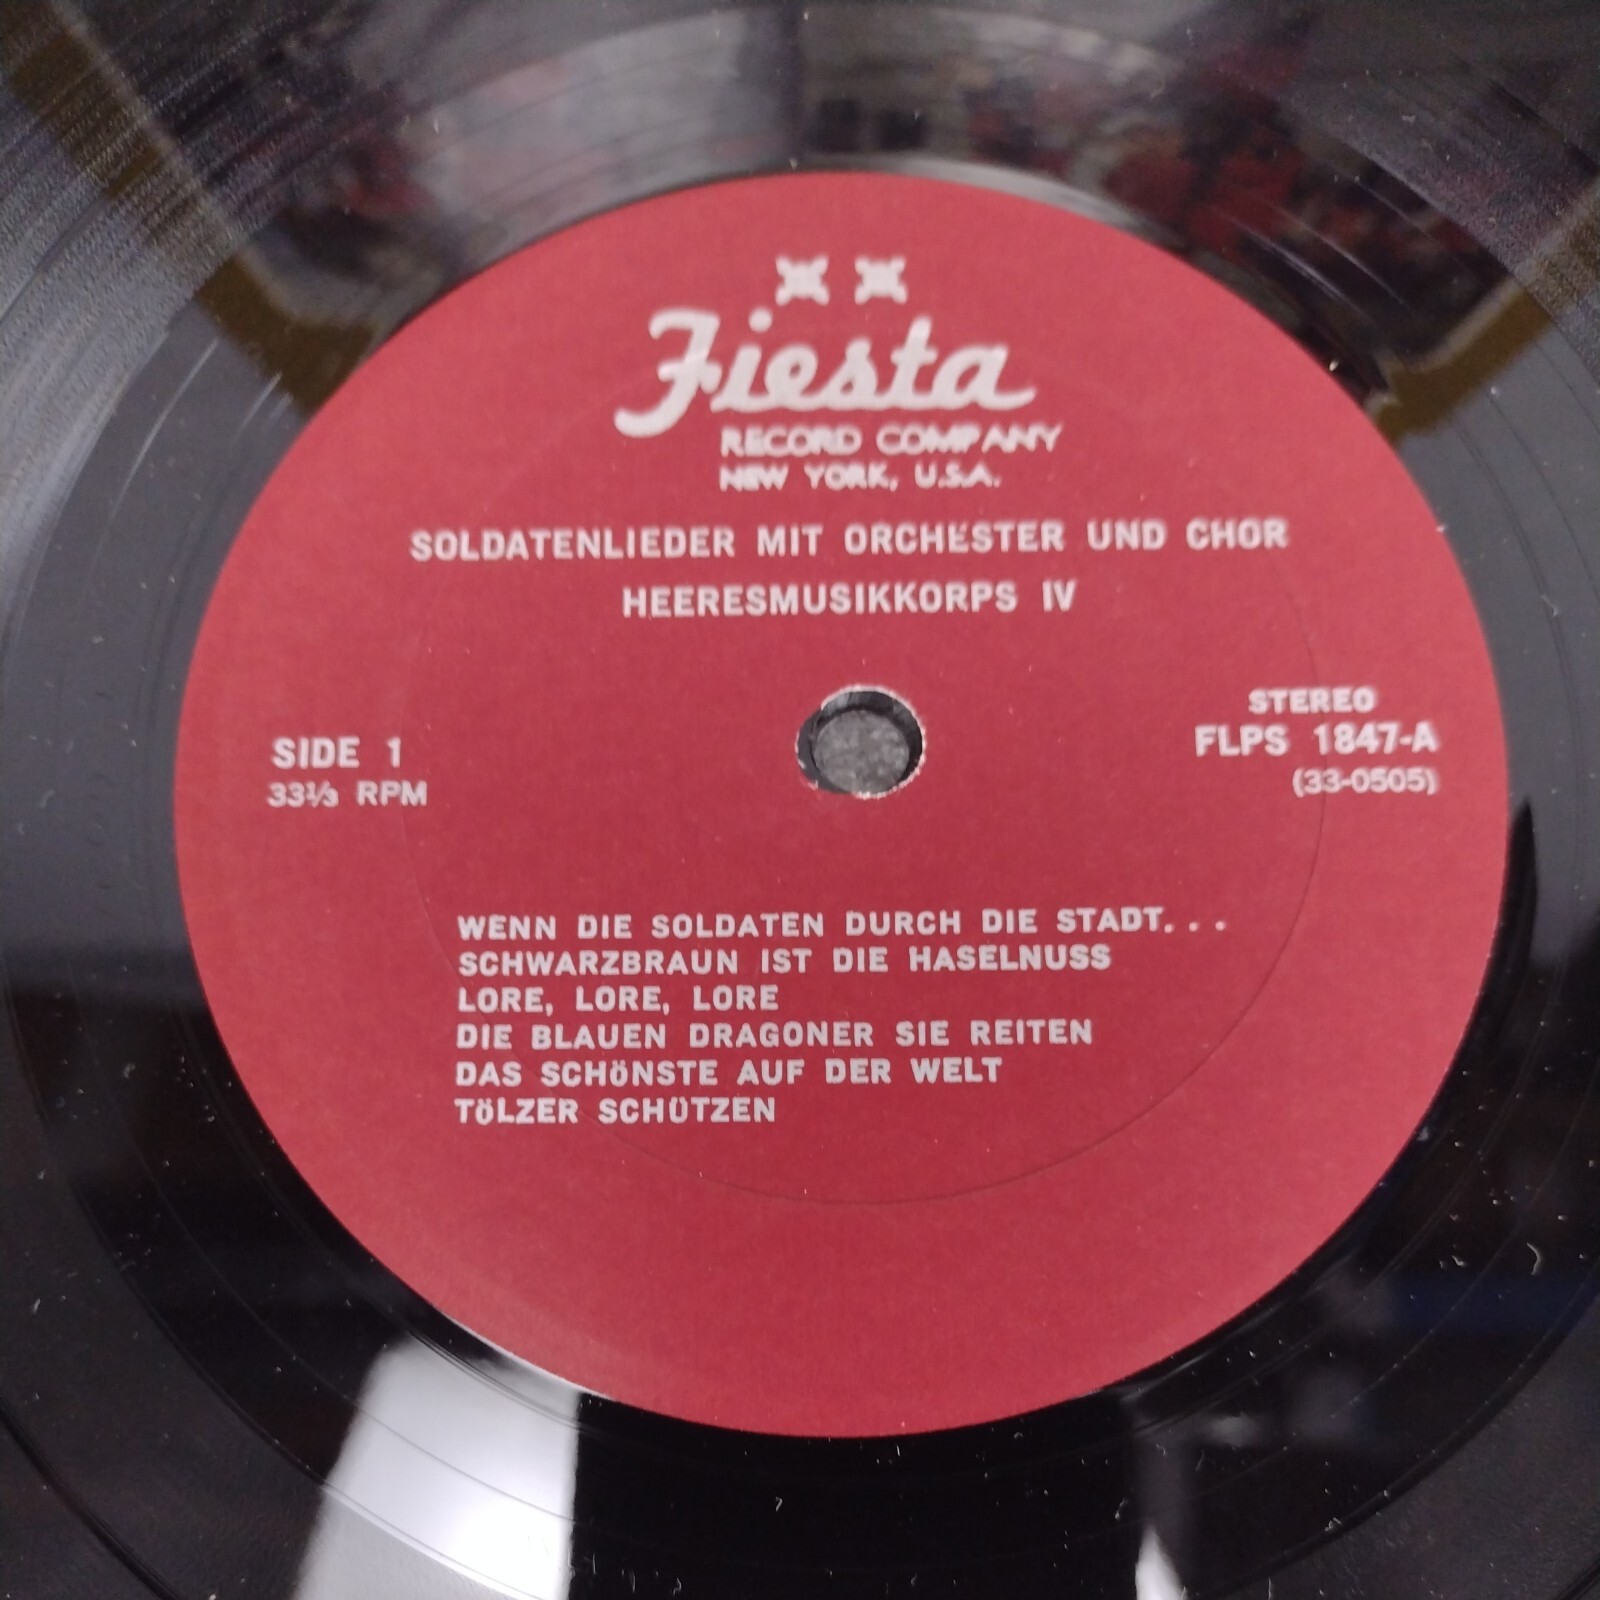 Fiesta
RECORD COMPANY
NEW YORK, U.S.A.
SOLDATENLIEDER MIT ORCHESTER UND CHOR
HEERESMUSIKKORPS IV
SIDE 1
33⅓ RPM
STEREO
FLPS 1847-A
(33-0505)
WENN DIE SOLDATEN DURCH DIE STADT...
SCHWARZBRAUN IST DIE HASELNUSS
LORE, LORE, LORE
DIE BLAUEN DRAGONER SIE REITEN
DAS SCHÖNSTE AUF DER WELT
TÖLZER SCHÜTZEN